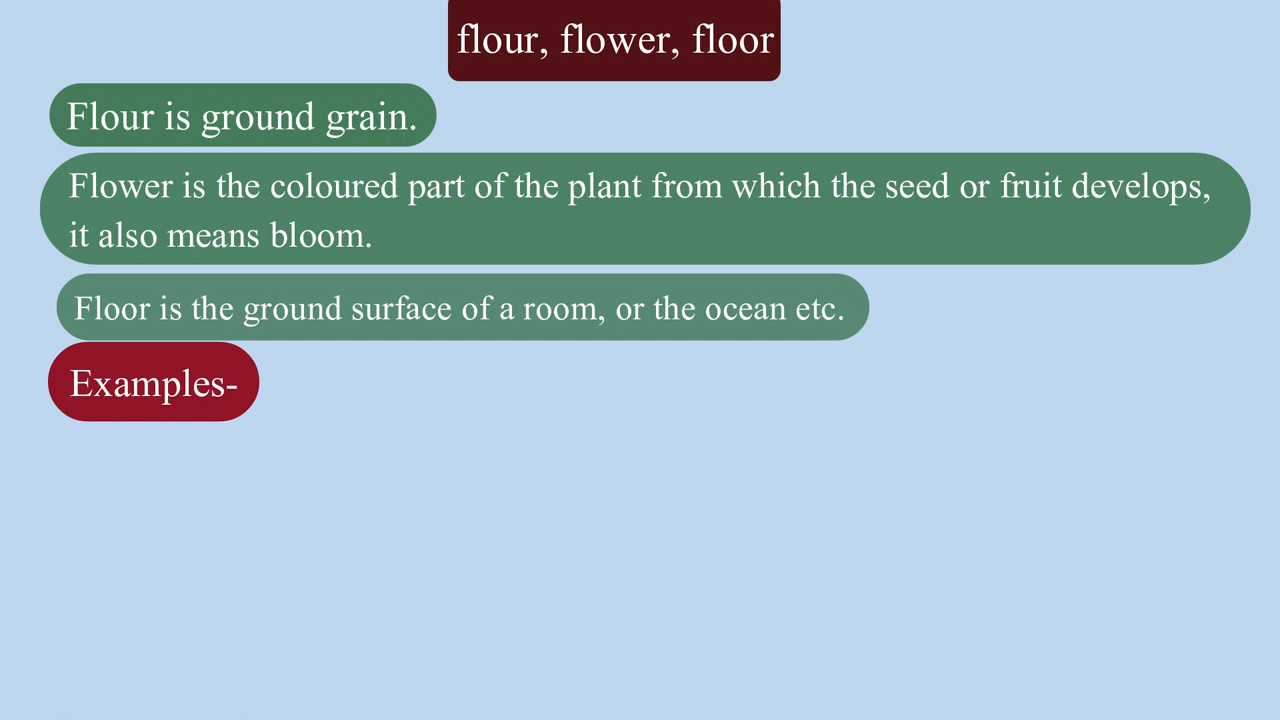 flour, flower, floor
Flour is ground grain.
Flower is the coloured part of the plant from which the seed or fruit develops,
it also means bloom.
Floor is the ground surface of a room, or the ocean etc.
Examples-